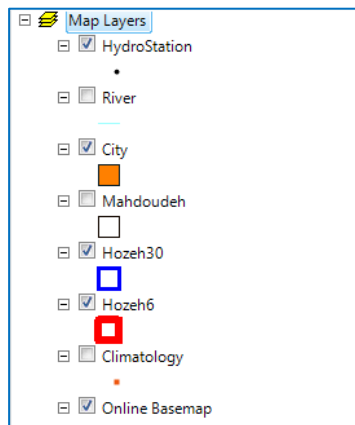 Map Layers
HydroStation
River
City
Mahdoudeh
Hozeh30
Hozeh6
Climatology
Online Basemap